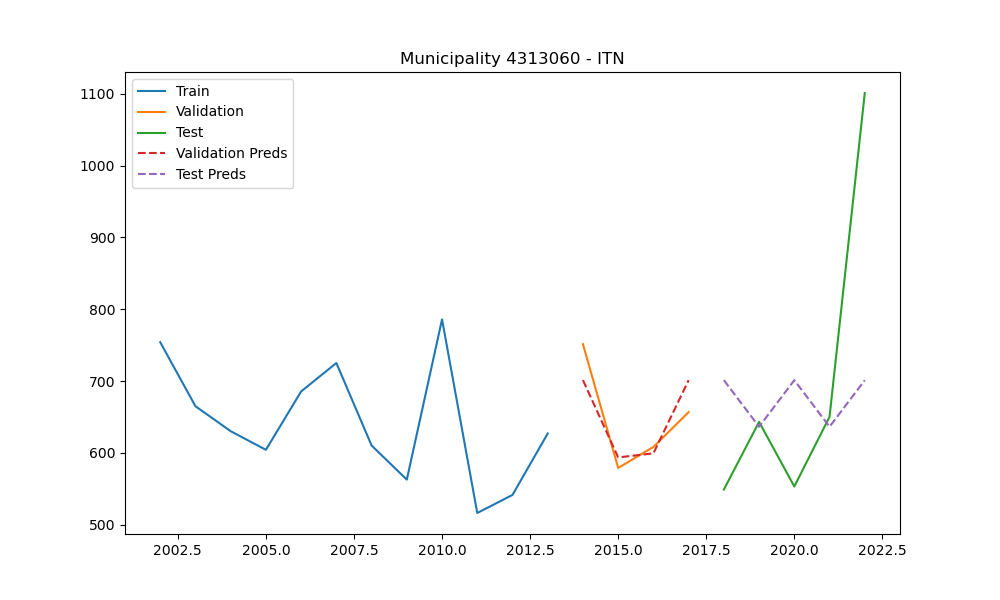 Municipality 4313060 - ITN
Train
Validation
Test
Validation Preds
Test Preds
1100
1000
900
800
700
600
500
2002.5 2005.0 2007.5 2010.0 2012.5 2015.0 2017.5 2020.0 2022.5